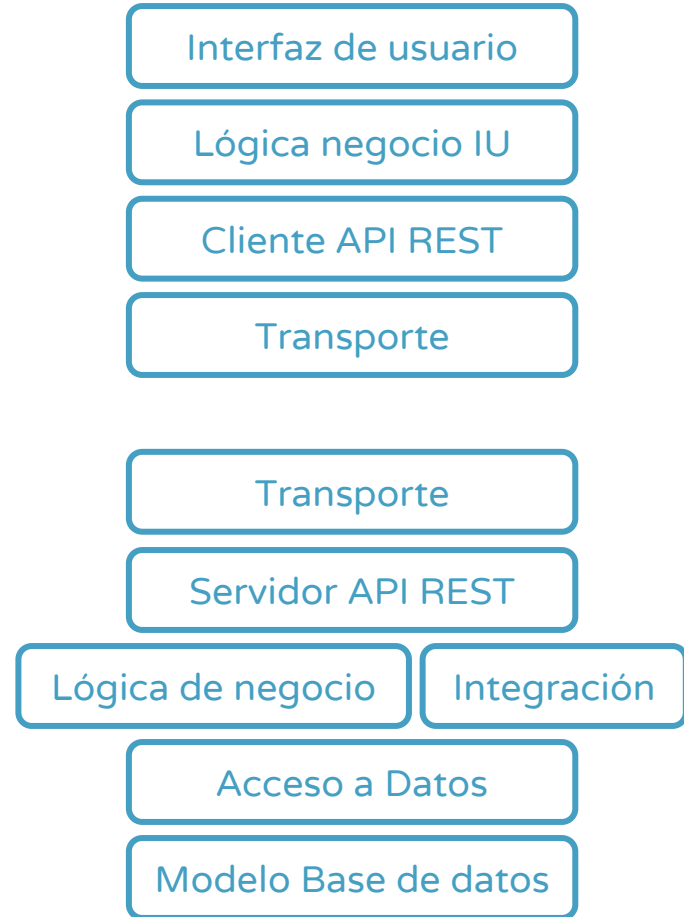 Interfaz de usuario
Lógica negocio IU
Cliente API REST
Transporte
Transporte
Servidor API REST
Lógica de negocio
Integración
Acceso a Datos
Modelo Base de datos